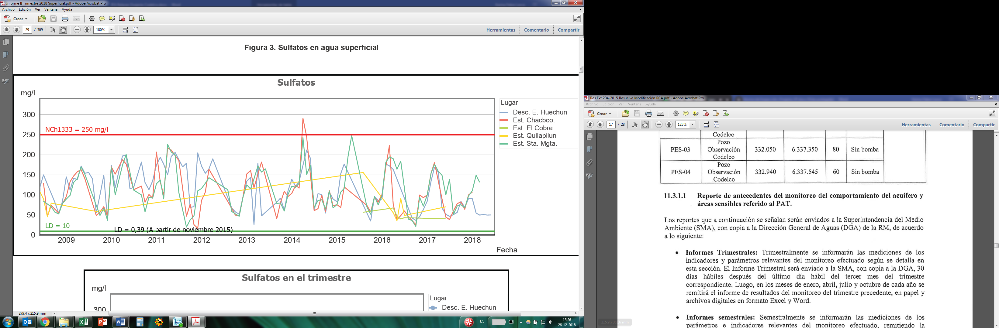 Informe II Trimestre 2018 Superficial.pdf - Adobe Acrobat Pro
Archivo Edición Ver Ventana Ayuda
Crear
29 / 309 180%
Herramientas Comentario Compartir
Figura 3. Sulfatos en agua superficial
Sulfatos
mg/l
300
250
200
150
100
50
0
NCh1333 = 250 mg/l
LD = 10
LD = 0,39 (A partir de noviembre 2015)
2009 2010 2011 2012 2013 2014 2015 2016 2017 2018
Fecha
Lugar
Desc. E. Huechun
Est. Chacbco.
Est. El Cobre
Est. Quilapilun
Est. Sta. Mgta.
Sulfatos en el trimestre
mg/l
300
Lugar
Desc. E. Huechun
279,4 x 215,9 mm
ES
15:26
26-12-2018
Res Ext 204-2015 Resuelve Modificación RCA.pdf - Adobe Acrobat Pro
Archivo Edición Ver Ventana Ayuda
Crear
17 / 28 125%
Herramientas Comentario Compartir
Codelco
PES-03 Pozo Observación Codelco 332.050 6.337.350 80 Sin bomba
PES-04 Pozo Observación Codelco 332.940 6.337.545 60 Sin bomba
11.3.1.1 Reporte de antecedentes del monitoreo del comportamiento del acuífero y
áreas sensibles referido al PAT.
Los reportes que a continuación se señalan serán enviados a la Superintendencia del Medio
Ambiente (SMA), con copia a la Dirección General de Aguas (DGA) de la RM, de acuerdo
a lo siguiente:
• Informes Trimestrales: Trimestralmente se informarán las mediciones de los
indicadores y parámetros relevantes del monitoreo efectuado según se detalla en
esta sección. El Informe Trimestral será enviado a la SMA, con copia a la DGA, 30
días hábiles después del último día hábil del tercer mes del trimestre
correspondiente. Luego, en los meses de enero, abril, julio y octubre de cada año se
remitirá el informe de resultados del monitoreo del trimestre precedente, en papel y
archivos digitales en formato Excel y Word.
• Informes semestrales: Semestralmente se informarán las mediciones de los
parámetros e indicadores relevantes del monitoreo efectuado, remitiendo la